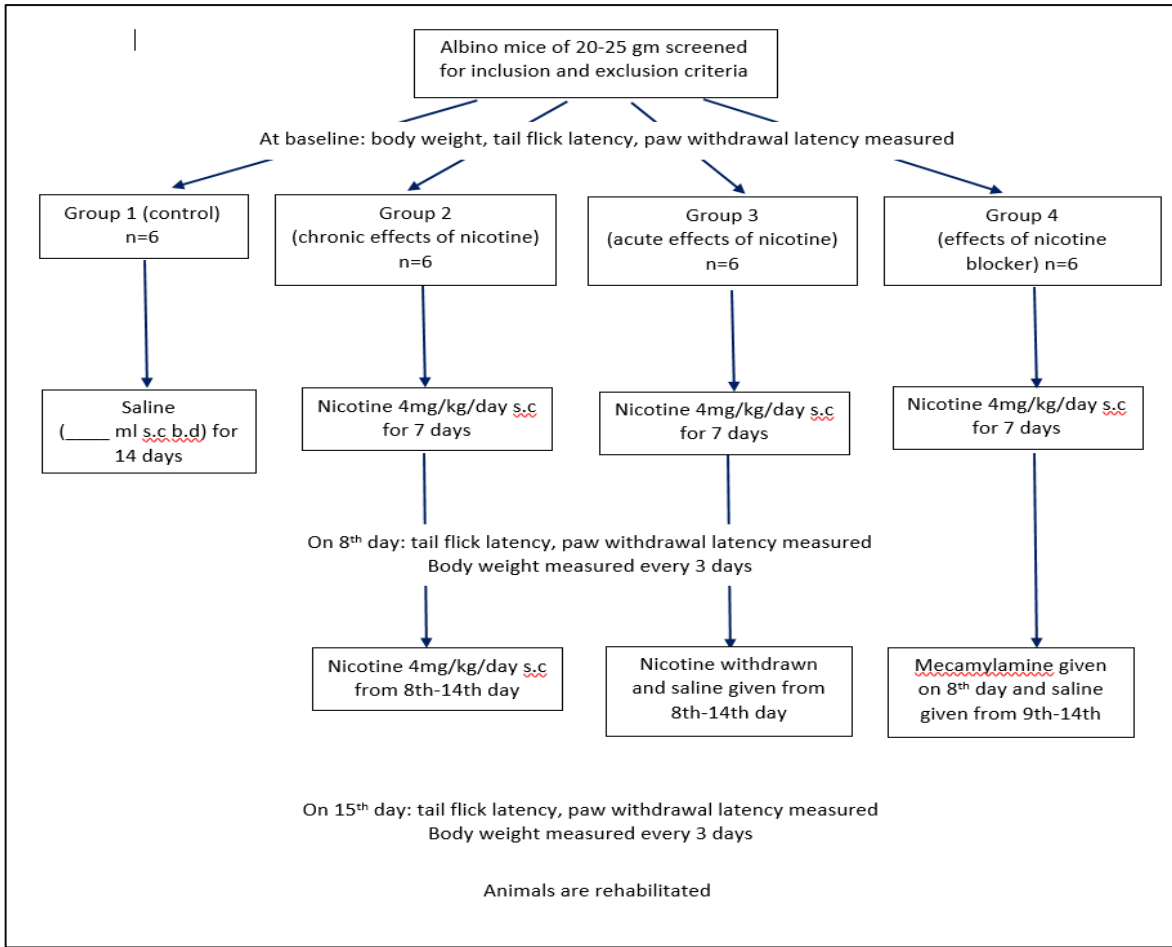 Albino mice of 20-25 gm screened
for inclusion and exclusion criteria
At baseline: body weight, tail flick latency, paw withdrawal latency measured
Group 1 (control)
n=6
Group 2
(chronic effects of nicotine)
n=6
Group 3
(acute effects of nicotine)
n=6
Group 4
(effects of nicotine
blocker) n=6
Saline
(____ ml s.c b.d) for
14 days
Nicotine 4mg/kg/day s.c
for 7 days
Nicotine 4mg/kg/day s.c
for 7 days
Nicotine 4mg/kg/day s.c
for 7 days
On 8th day: tail flick latency, paw withdrawal latency measured
Body weight measured every 3 days
Nicotine 4mg/kg/day s.c
from 8th-14th day
Nicotine withdrawn
and saline given from
8th-14th day
Mecamylamine given
on 8th day and saline
given from 9th-14th
On 15th day: tail flick latency, paw withdrawal latency measured
Body weight measured every 3 days
Animals are rehabilitated